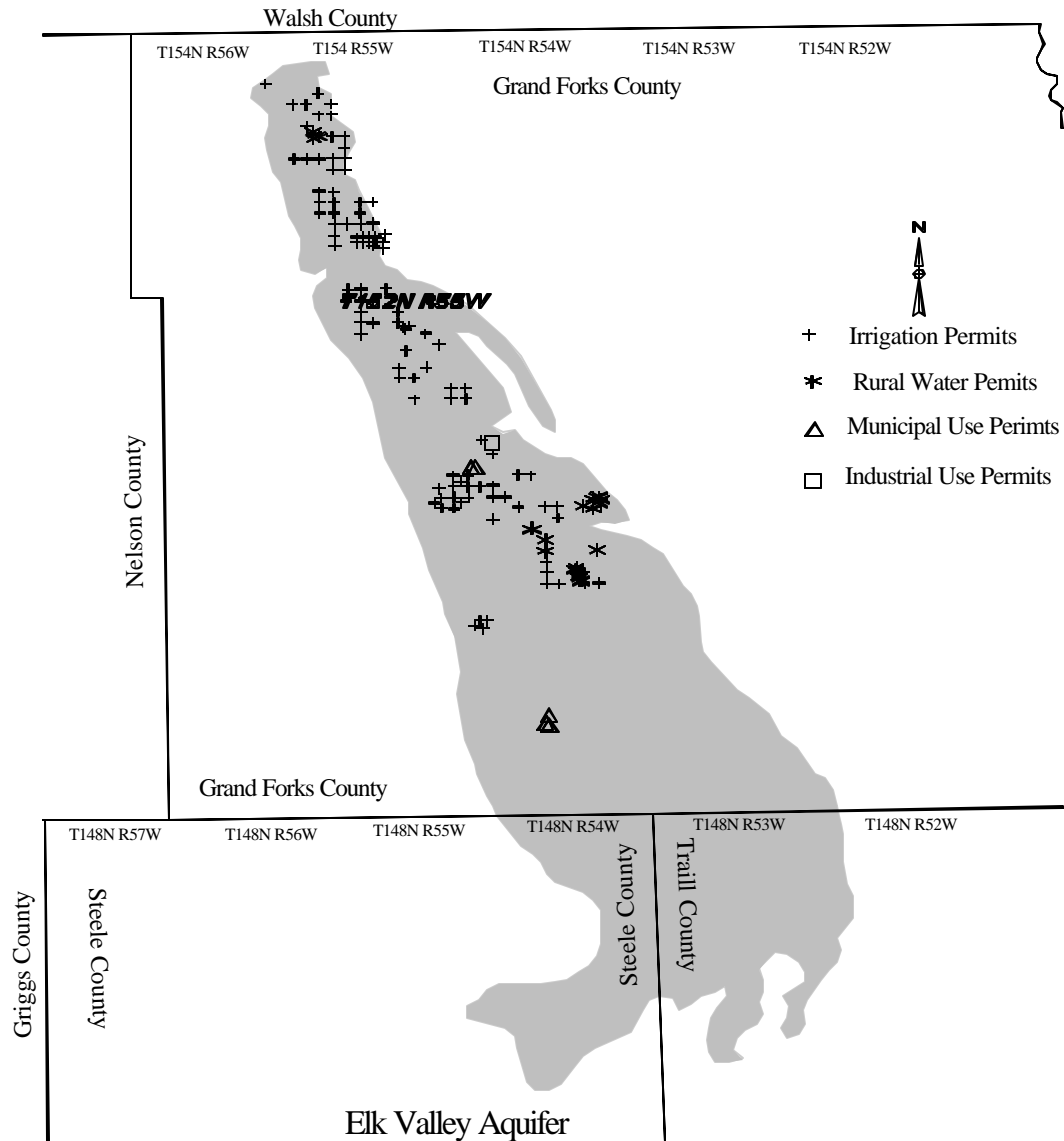 Walsh County
T154N R56W
T154 R55W
T154N R54W
T154N R53W
T154N R52W
Grand Forks County
N
Irrigation Permits
Rural Water Pemits
Municipal Use Perimts
Industrial Use Permits
Nelson County
Grand Forks County
T148N R57W
T148N R56W
T148N R55W
T148N R54W
T148N R53W
T148N R52W
Griggs County
Steele County
Steele County
Traill County
Elk Valley Aquifer